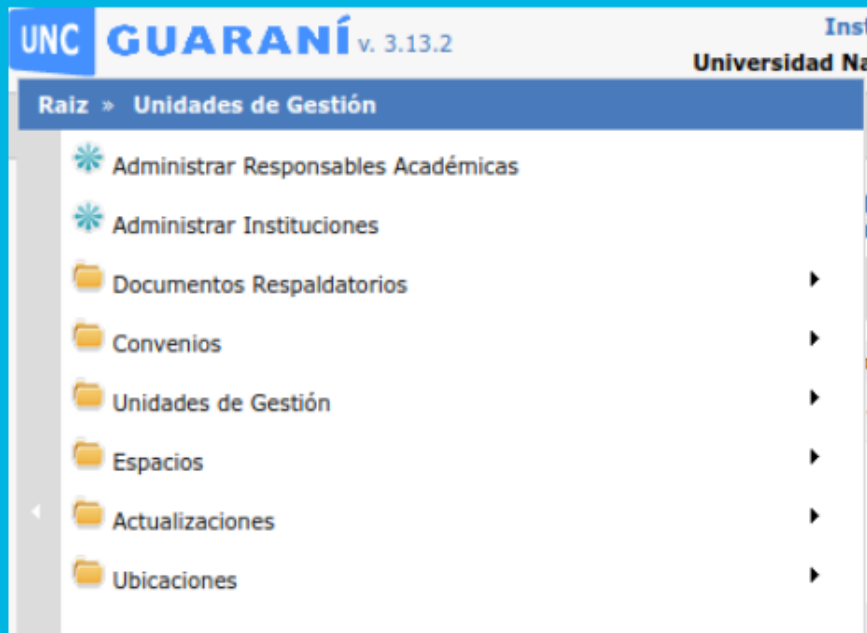 UNC GUARANÍ v. 3.13.2
Inst
Universidad Na
Raiz » Unidades de Gestión
Administrar Responsables Académicas
Administrar Instituciones
Documentos Respaldatorios
Convenios
Unidades de Gestión
Espacios
Actualizaciones
Ubicaciones